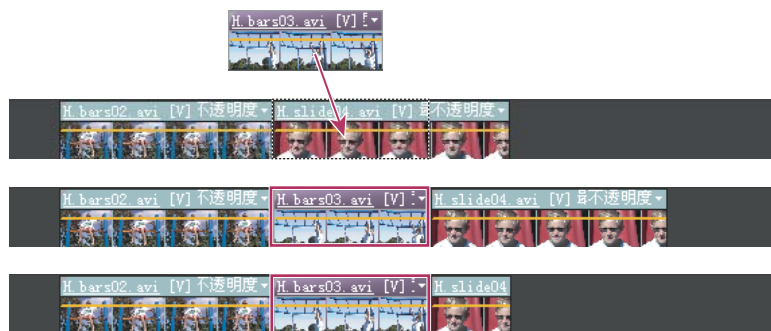 H.bars03.avi [V]
H.bars02.avi [V] 不透明度 H.slide04.avi [V] 不透明度
H.bars02.avi [V] 不透明度 H.bars03.avi [V] H.slide04.avi [V] 不透明度
H.bars02.avi [V] 不透明度 H.bars03.avi [V] H.slide04